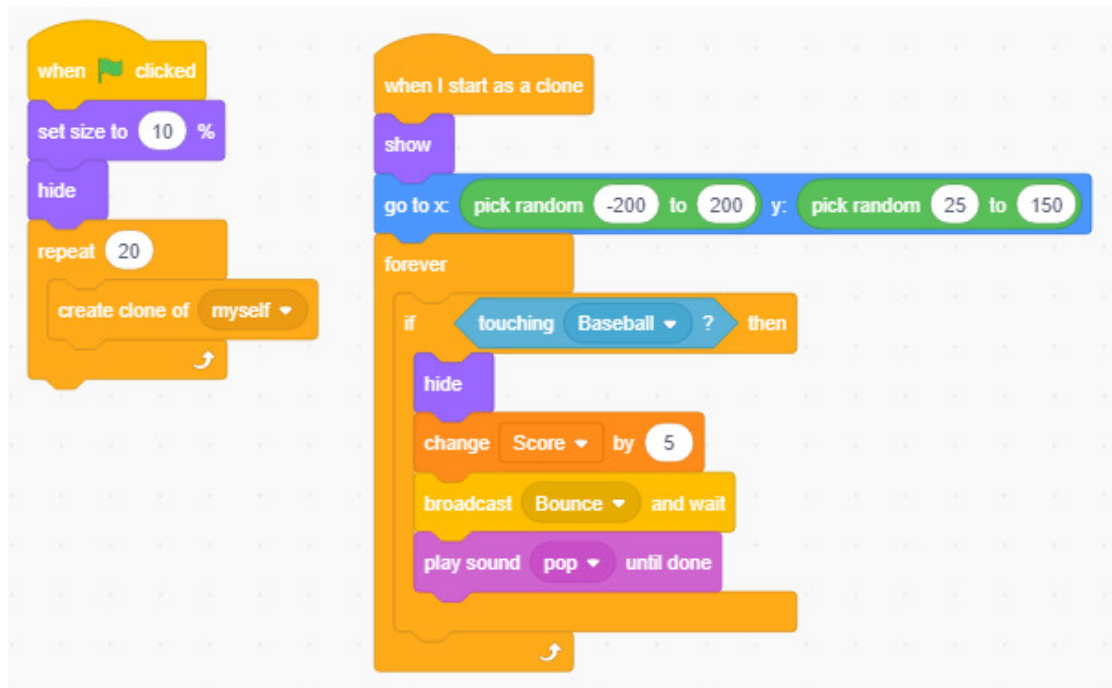 when clicked
set size to 10 %
hide
repeat 20
create clone of myself
when I start as a clone
show
go to x: pick random -200 to 200 y: pick random 25 to 150
forever
if touching Baseball ? then
hide
change Score by 5
broadcast Bounce and wait
play sound pop until done